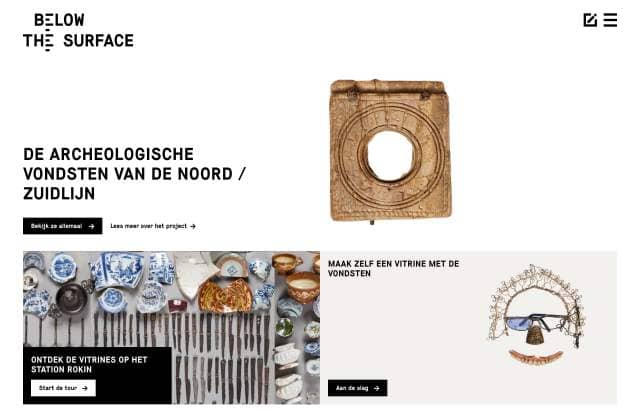 BELOW
THE SURFACE
DE ARCHEOLOGISCHE
VONDSTEN VAN DE NOORD /
ZUIDLIJN
Bekijk ze allemaal →
Lees meer over het project →
ONTDEK DE VITRINES OP HET
STATION ROKIN
Start de tour →
MAAK ZELF EEN VITRINE MET DE
VONDSTEN
Aan de slag →